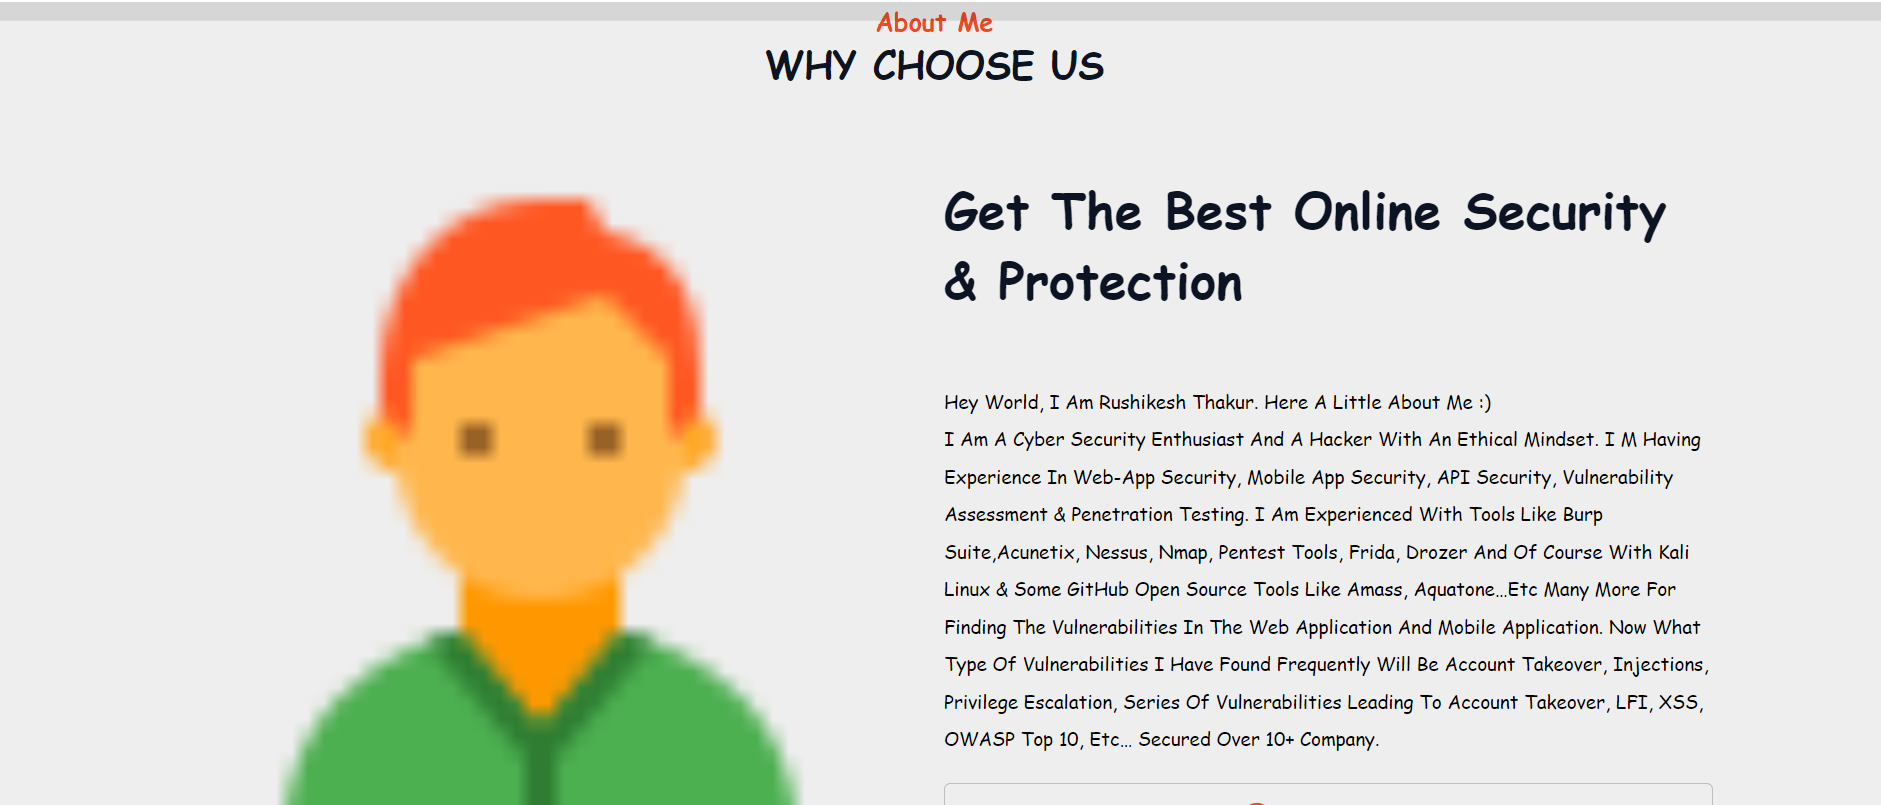 About Me
WHY CHOOSE US
Get The Best Online Security
& Protection
Hey World, I Am Rushikesh Thakur. Here A Little About Me :)
I Am A Cyber Security Enthusiast And A Hacker With An Ethical Mindset. I M Having
Experience In Web-App Security, Mobile App Security, API Security, Vulnerability
Assessment & Penetration Testing. I Am Experienced With Tools Like Burp
Suite,Acunetix, Nessus, Nmap, Pentest Tools, Frida, Drozer And Of Course With Kali
Linux & Some GitHub Open Source Tools Like Amass, Aquatone...Etc Many More For
Finding The Vulnerabilities In The Web Application And Mobile Application. Now What
Type Of Vulnerabilities I Have Found Frequently Will Be Account Takeover, Injections,
Privilege Escalation, Series Of Vulnerabilities Leading To Account Takeover, LFI, XSS,
OWASP Top 10, Etc... Secured Over 10+ Company.